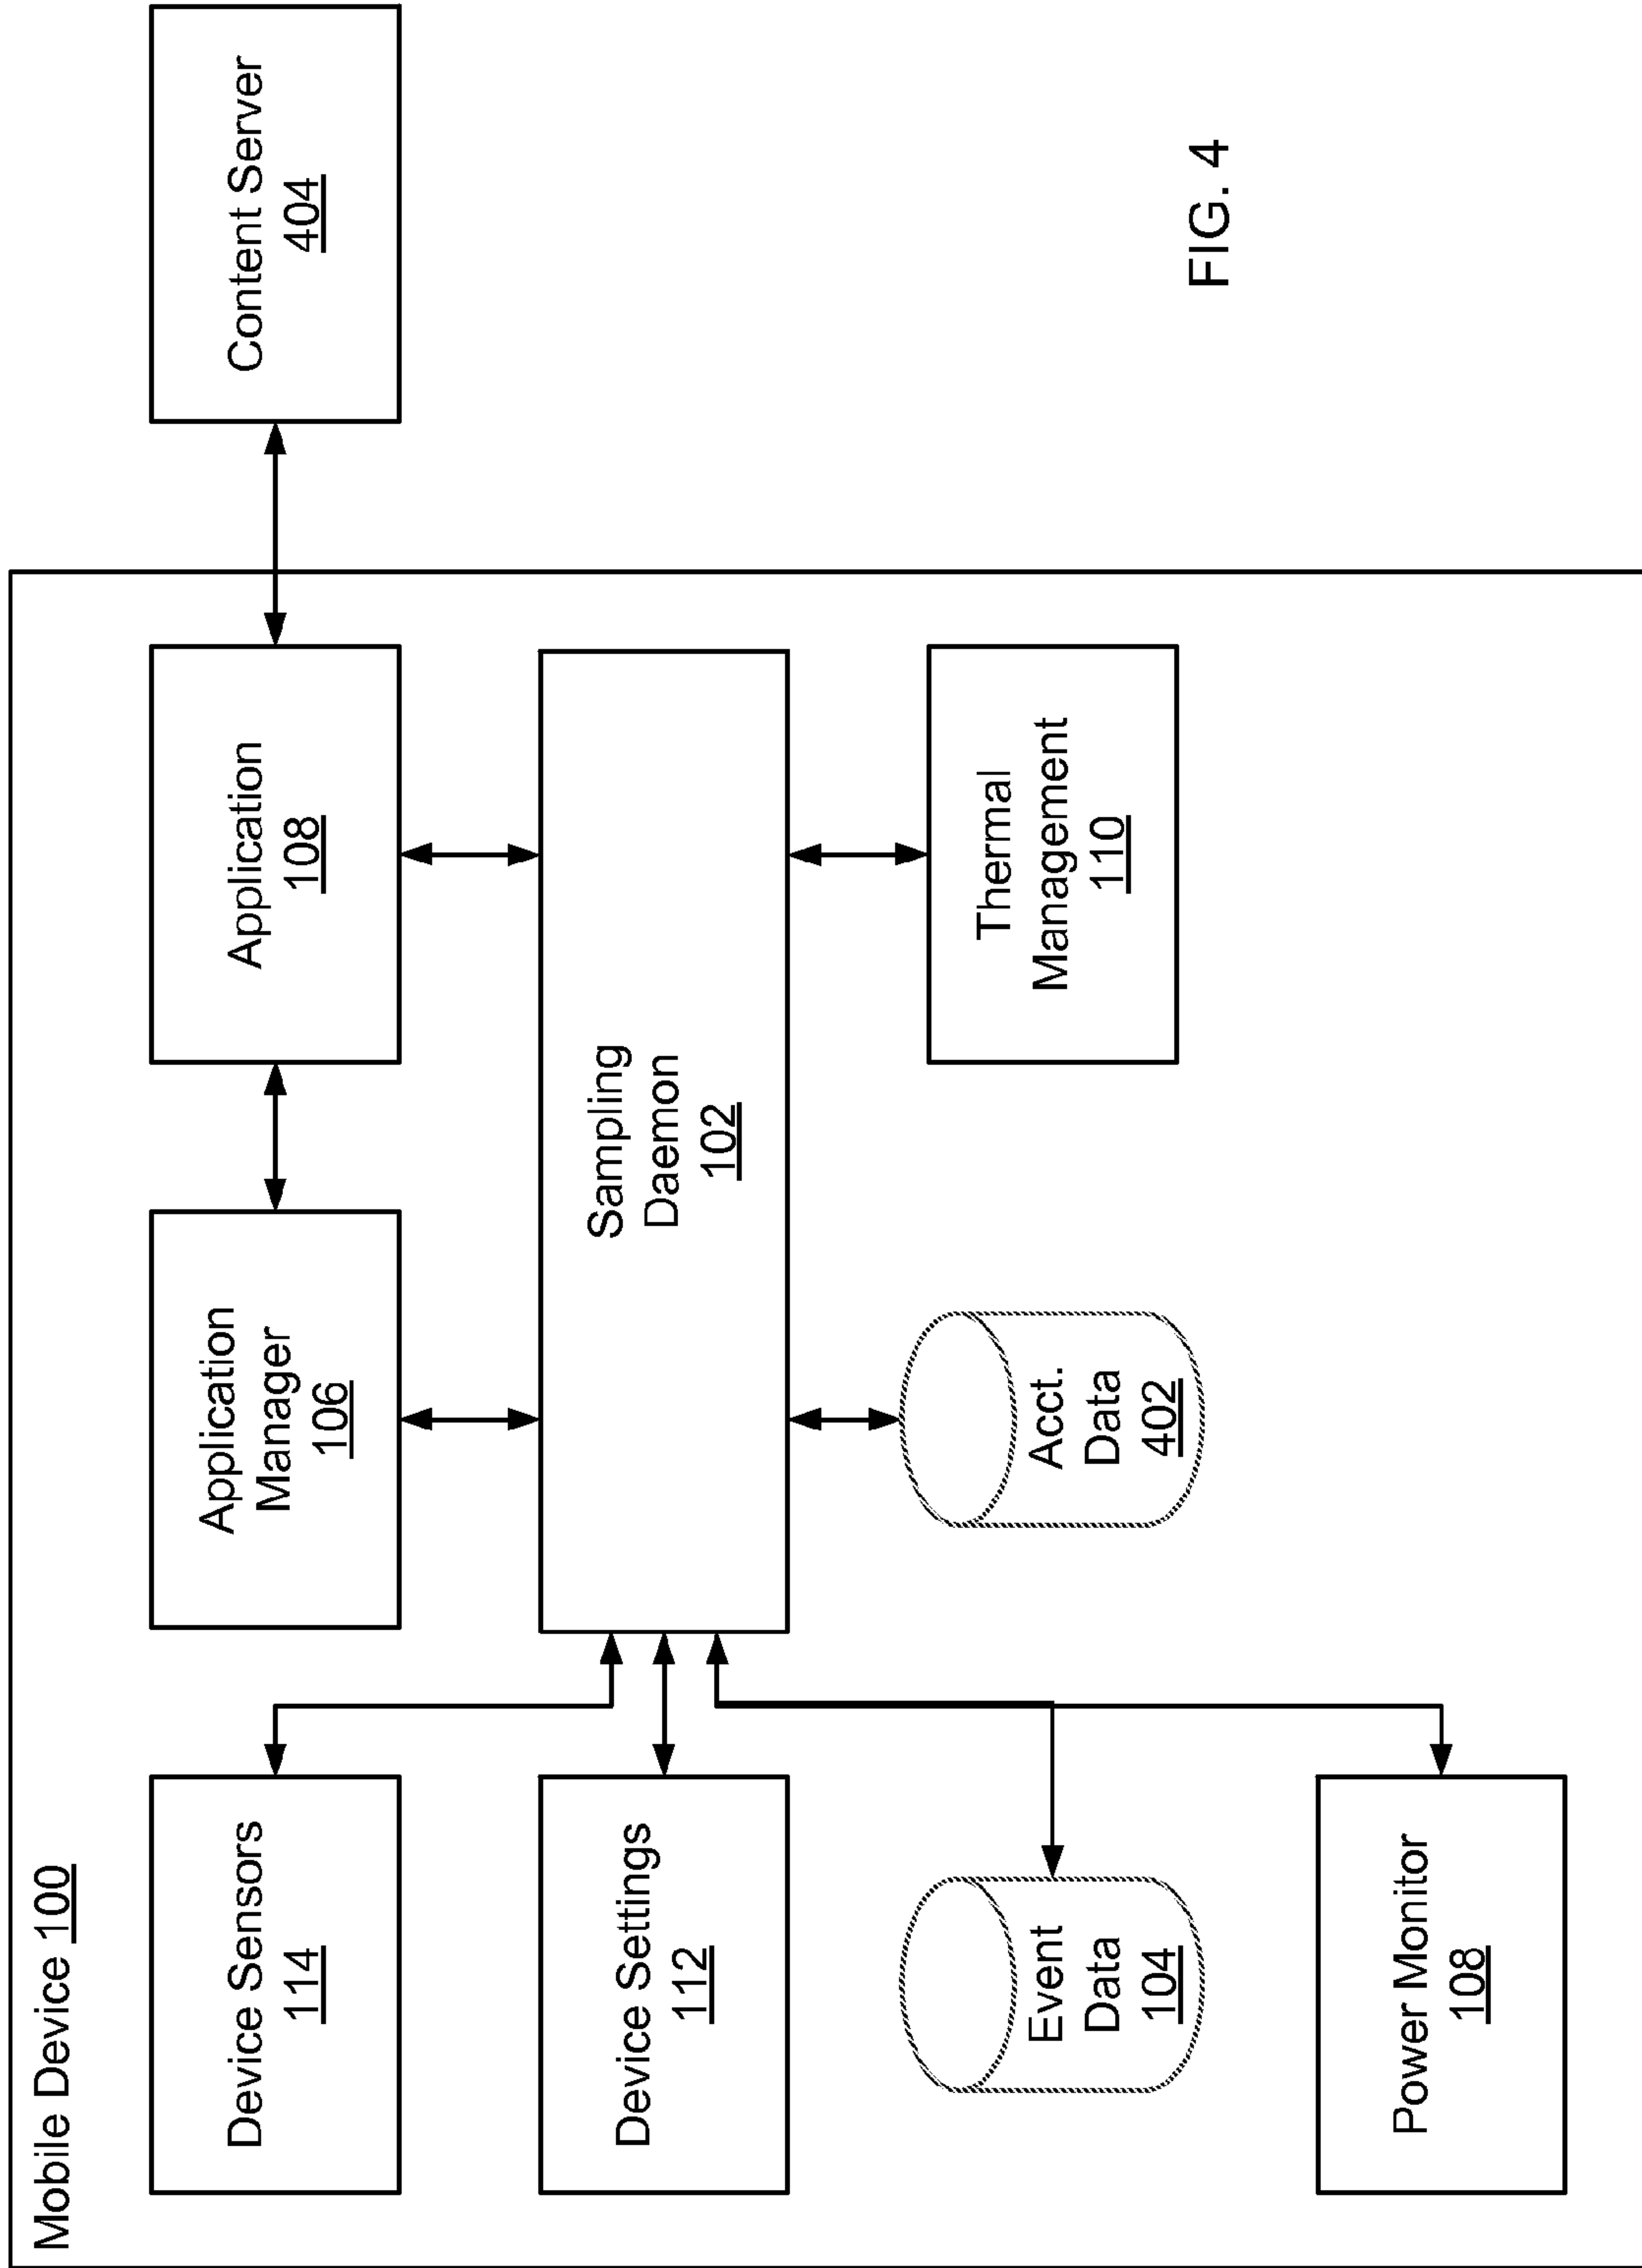 Mobile Device 100
Device Sensors
114
Application
Manager
106
Application
108
Content Server
404
Device Settings
112
Sampling
Daemon
102
Event
Data
104
Acct.
Data
402
Thermal
Management
110
Power Monitor
108
FIG. 4